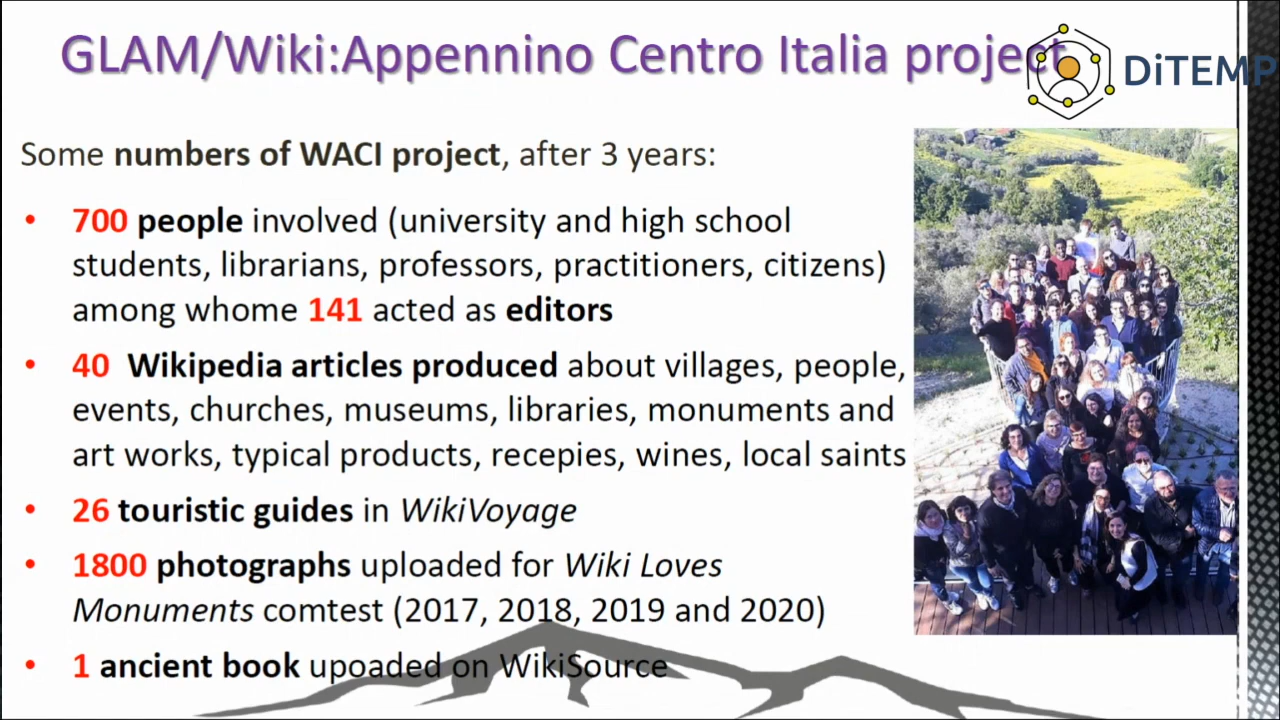 GLAM/Wiki:Appennino Centro Italia project
DiTEMP
Some numbers of WACI project, after 3 years:
• 700 people involved (university and high school
students, librarians, professors, practitioners, citizens)
among whome 141 acted as editors
• 40 Wikipedia articles produced about villages, people,
events, churches, museums, libraries, monuments and
art works, typical products, recepies, wines, local saints
• 26 touristic guides in WikiVoyage
• 1800 photographs uploaded for Wiki Loves
Monuments comtest (2017, 2018, 2019 and 2020)
• 1 ancient book upoaded on WikiSource